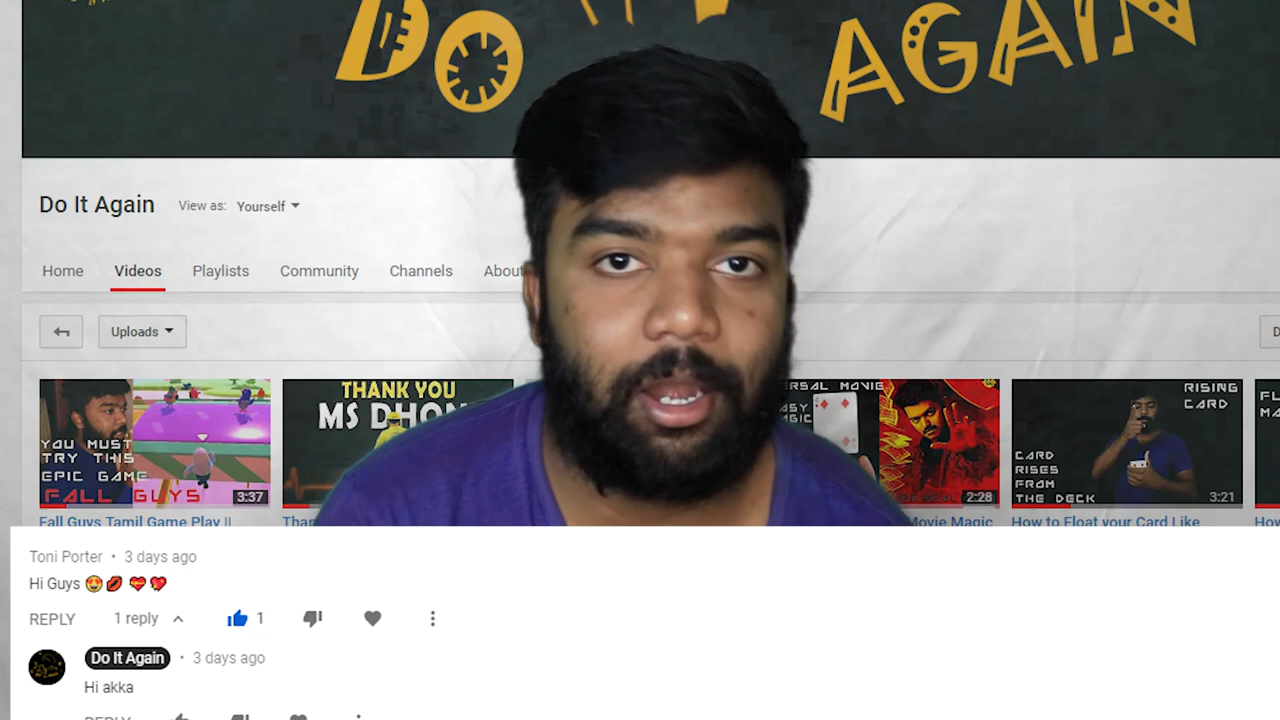 DO
AGAIN
Do It Again View as: Yourself
Home Videos Playlists Community Channels About
Uploads
YOU MUST
TRY THIS
EPIC GAME
FALL GUYS
3:37
THANK YOU
MS DHON
MOVIE
2:28
RISING
CARD
CARD
RISES
FROM
THE DECK
3:21
Fall Guys Tamil Game Play ||
Movie Magic
How to Float your Card Like
Toni Porter • 3 days ago
Hi Guys 😍💋 💝💖
REPLY 1 reply 1
Do It Again • 3 days ago
Hi akka
REPLY